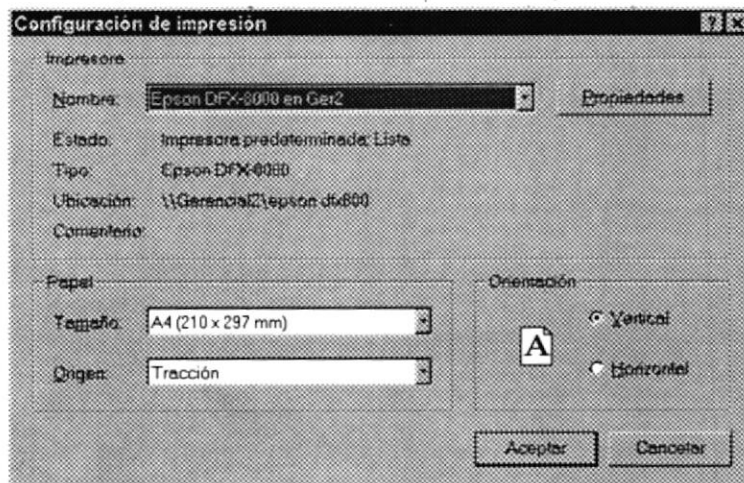 Configuración de impresión
Impresora
Nombre: Epson DFX-8000 en Ger2 Propiedades
Estado: Impresora predeterminada; Lista
Tipo: Epson DFX-8000
Ubicación: \\Gerencial2\epson dfx800
Comentario:
Papel
Tamaño: A4 (210 x 297 mm)
Origen: Tracción
Orientación
A
Vertical
Horizontal
Aceptar Cancelar